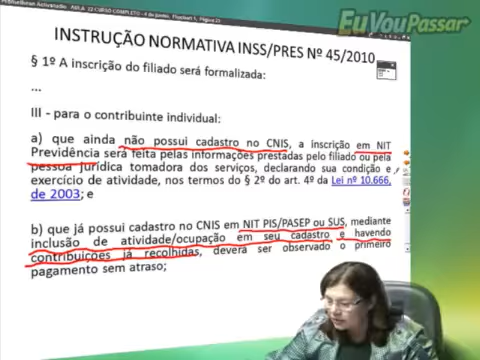 EuVouPassar
INSTRUÇÃO NORMATIVA INSS/PRES Nº 45/2010
§ 1º A inscrição do filiado será formalizada:
...
III - para o contribuinte individual:
a) que ainda não possui cadastro no CNIS, a inscrição em NIT
Previdência será feita pelas informações prestadas pelo filiado ou pela
pessoa jurídica tomadora dos serviços, declarando sua condição e
exercício de atividade, nos termos do § 2º do art. 4º da Lei nº 10.666,
de 2003; e
b) que já possui cadastro no CNIS em NIT PIS/PASEP ou SUS, mediante
inclusão de atividade/ocupação em seu cadastro e havendo
contribuições já recolhidas, deverá ser observado o primeiro
pagamento sem atraso;